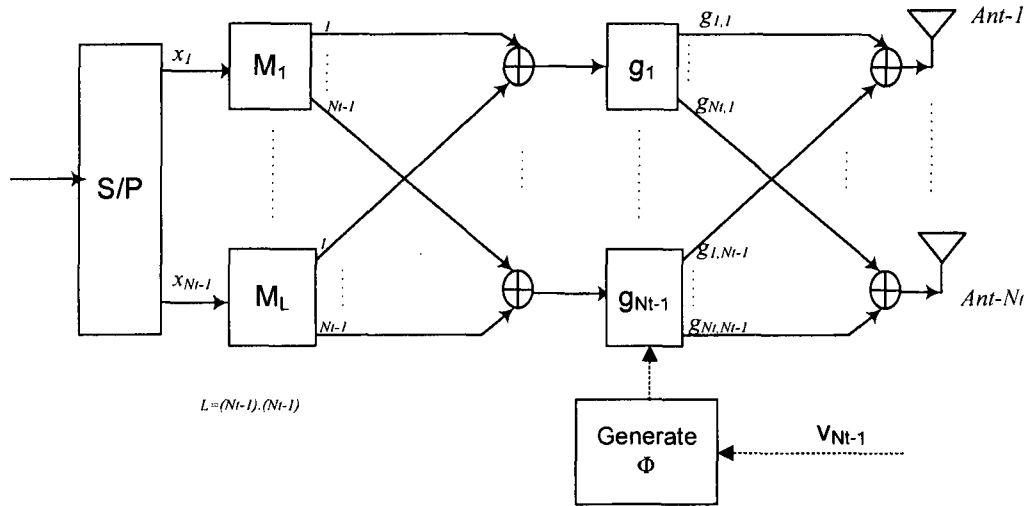 Ant-1
g1,1
1
x1
M1
g1
Nt-1
gNt,1
S/P
1
g1,Nt-1
xNt-1
ML
gNt-1
Ant-Nt
Nt-1
gNt,Nt-1
L=(Nt-1).(Nt-1)
Generate
Φ
VNt-1